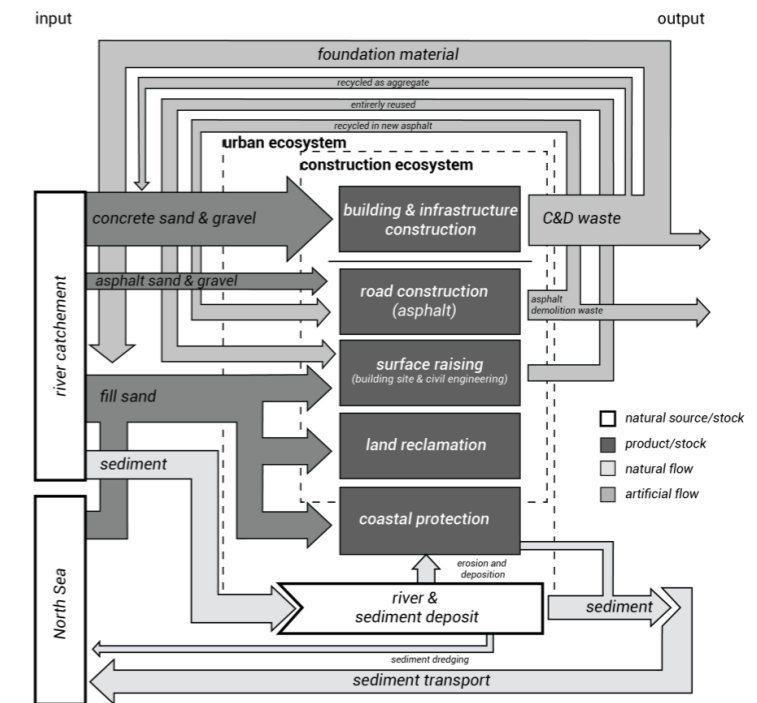 input
output
foundation material
recycled as aggregate
entirerly reused
recycled in new asphalt
urban ecosystem
construction ecosystem
concrete sand & gravel
building & infrastructure
construction
C&D waste
asphalt sand & gravel
road construction
(asphalt)
asphalt
demolition waste
river catchement
surface raising
(building site & civil engineering)
fill sand
land reclamation
natural source/stock
product/stock
natural flow
artificial flow
sediment
coastal protection
erosion and
deposition
North Sea
river &
sediment deposit
sediment
sediment dredging
sediment transport